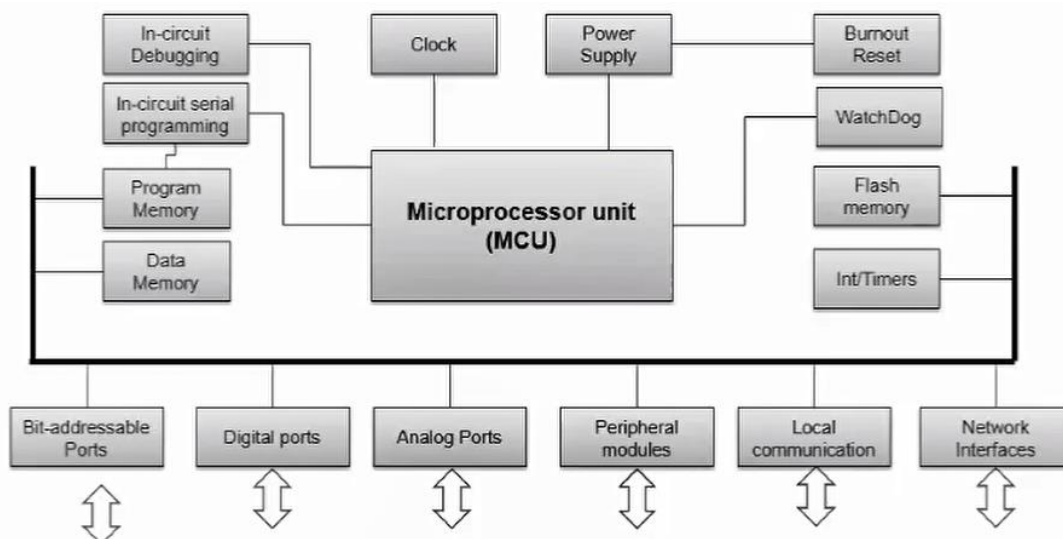 In-circuit
Debugging
Clock
Power
Supply
Burnout
Reset
In-circuit serial
programming
WatchDog
Program
Memory
Microprocessor unit
(MCU)
Flash
memory
Data
Memory
Int/Timers
Bit-addressable
Ports
Digital ports
Analog Ports
Peripheral
modules
Local
communication
Network
Interfaces